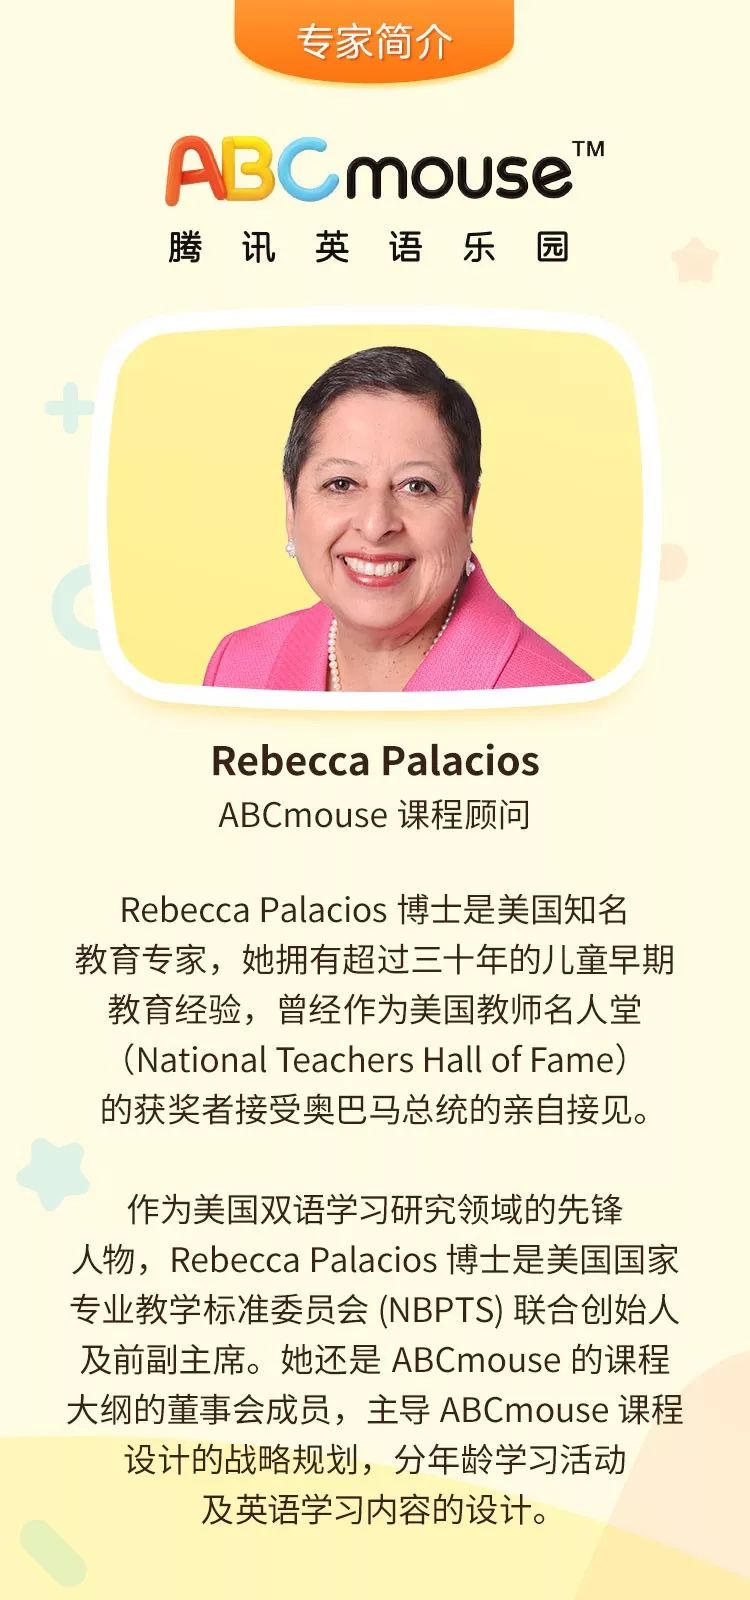 专家简介
ABCmouse™
腾讯英语乐园
Rebecca Palacios
ABCmouse 课程顾问
Rebecca Palacios 博士是美国知名
教育专家，她拥有超过三十年的儿童早期
教育经验，曾经作为美国教师名人堂
（National Teachers Hall of Fame）
的获奖者接受奥巴马总统的亲自接见。
作为美国双语学习研究领域的先锋
人物，Rebecca Palacios 博士是美国国家
专业教学标准委员会 (NBPTS) 联合创始人
及前副主席。她还是 ABCmouse 的课程
大纲的董事会成员，主导 ABCmouse 课程
设计的战略规划，分年龄学习活动
及英语学习内容的设计。